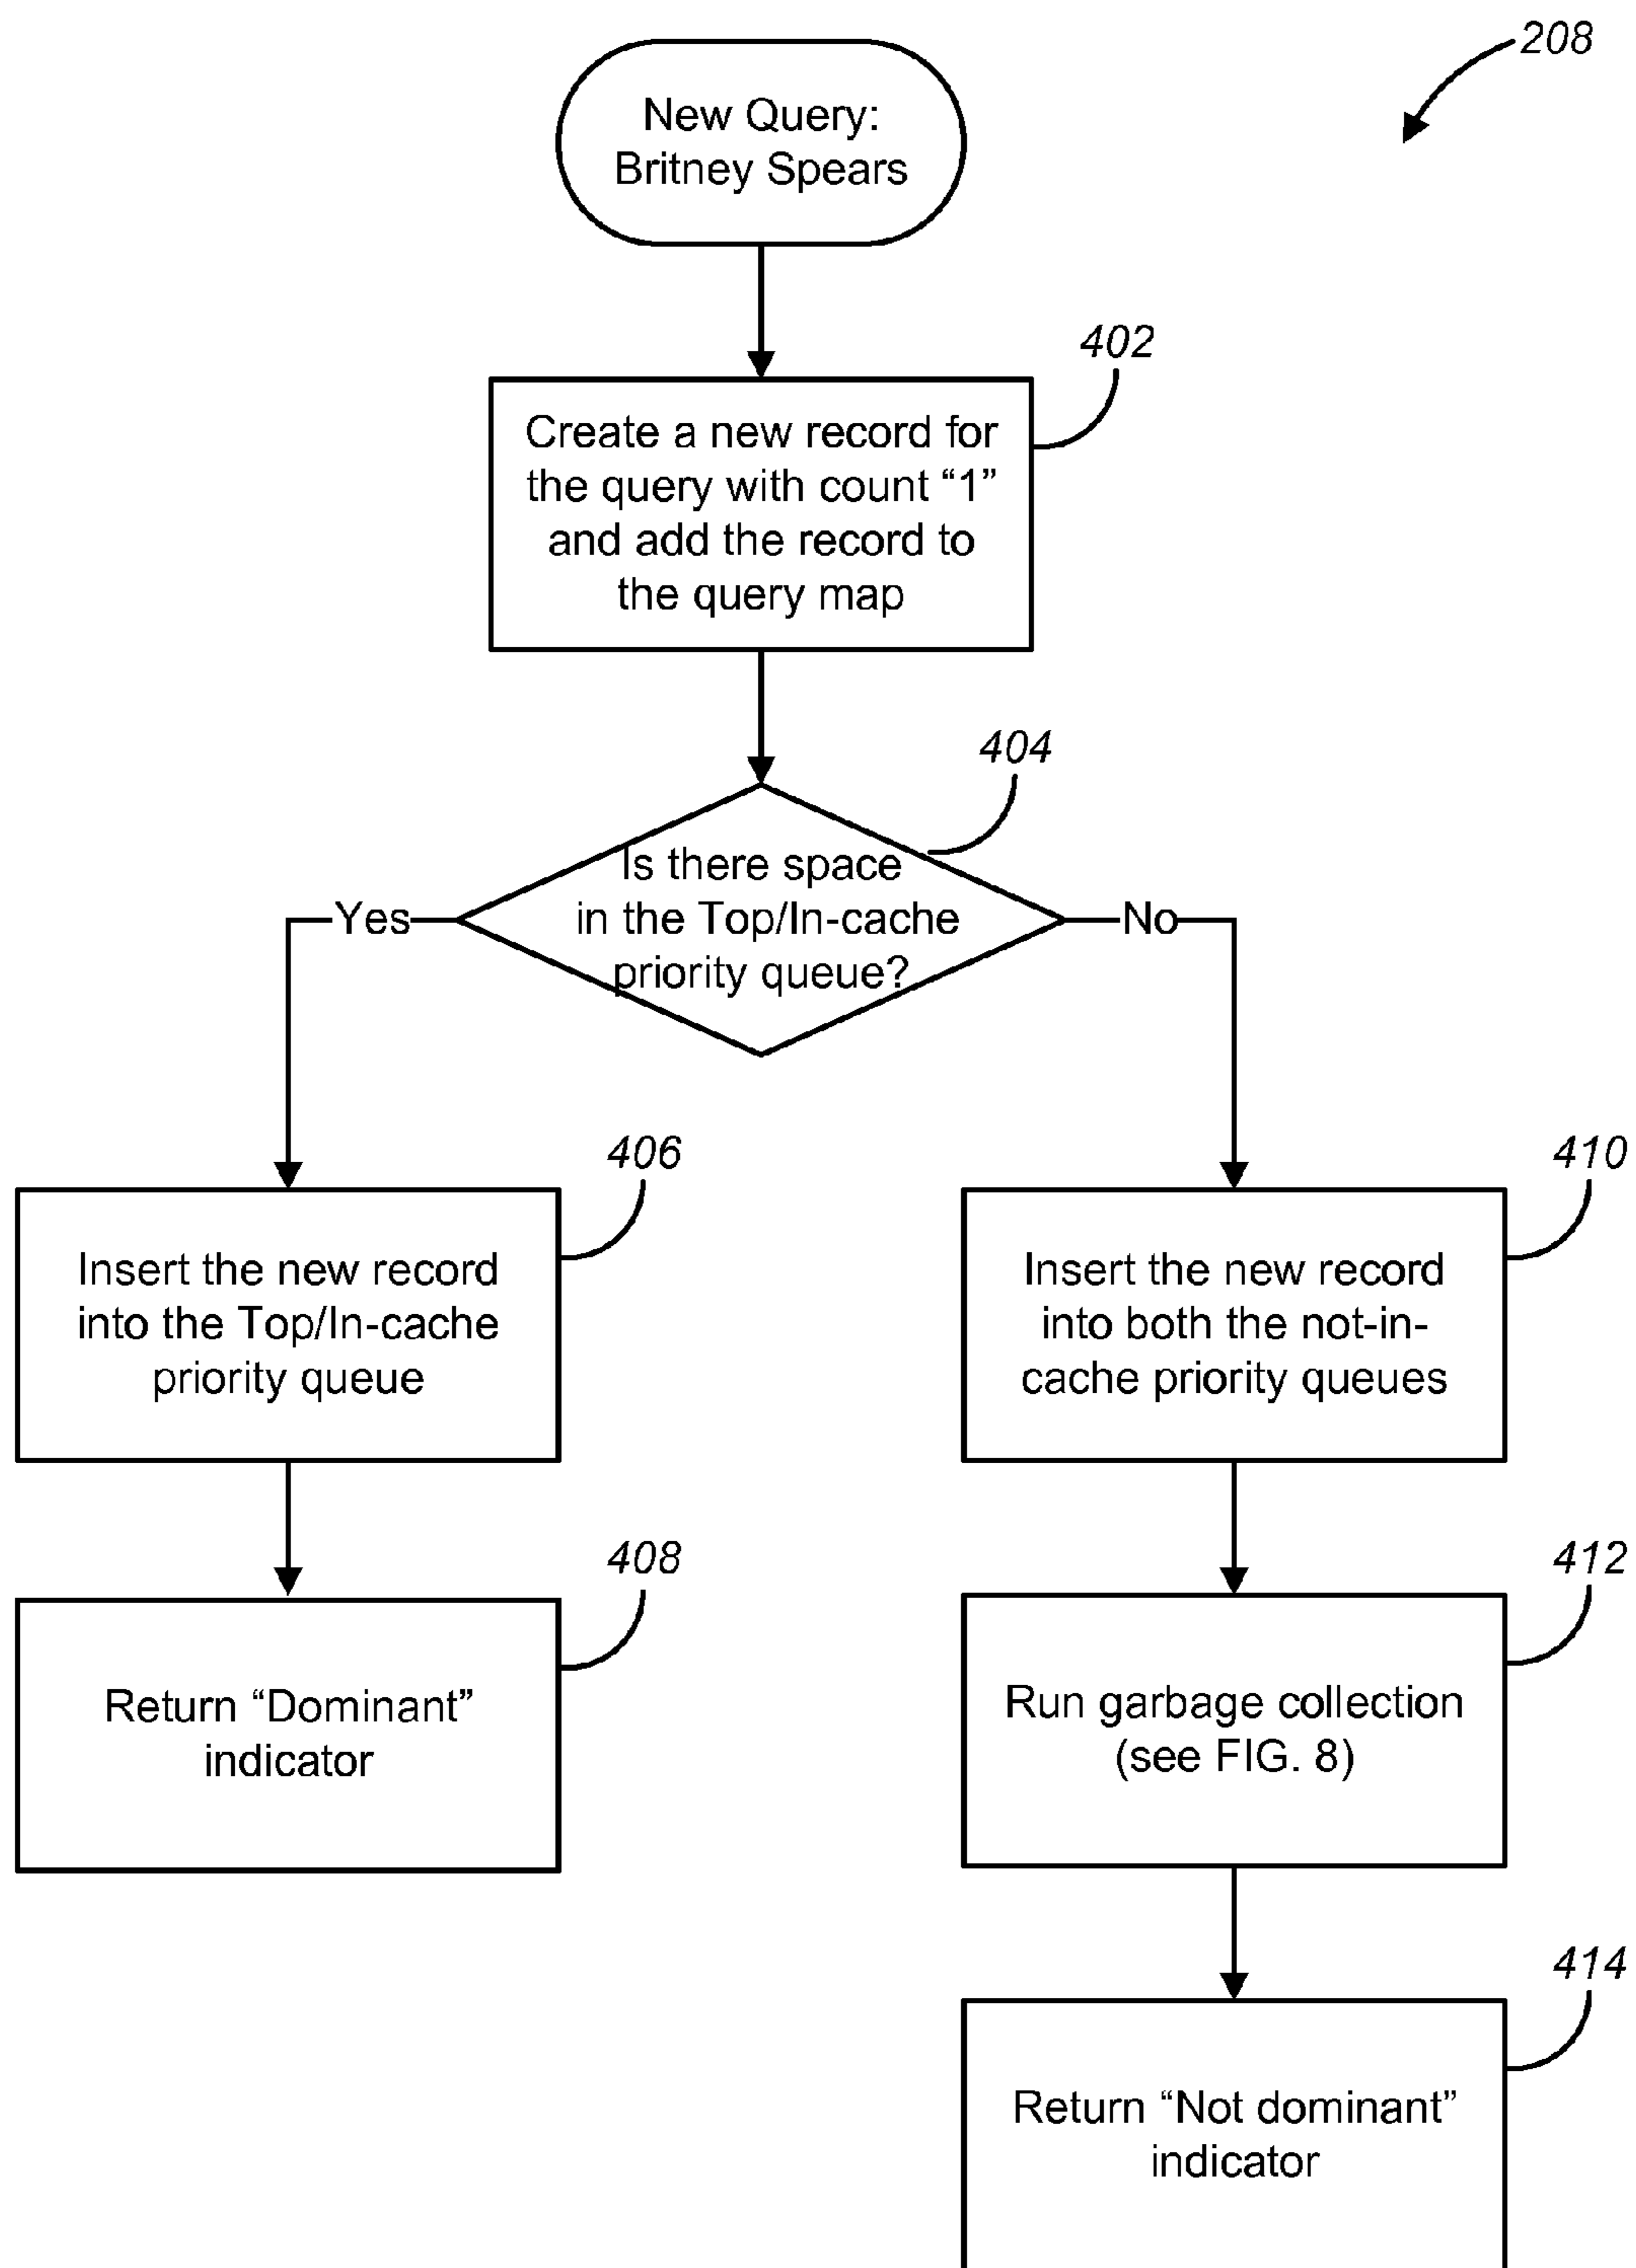 208
New Query:
Britney Spears
402
Create a new record for
the query with count “1”
and add the record to
the query map
404
Is there space
in the Top/In-cache
priority queue?
Yes
No
406
Insert the new record
into the Top/In-cache
priority queue
410
Insert the new record
into both the not-in-
cache priority queues
408
Return “Dominant”
indicator
412
Run garbage collection
(see FIG. 8)
414
Return “Not dominant”
indicator